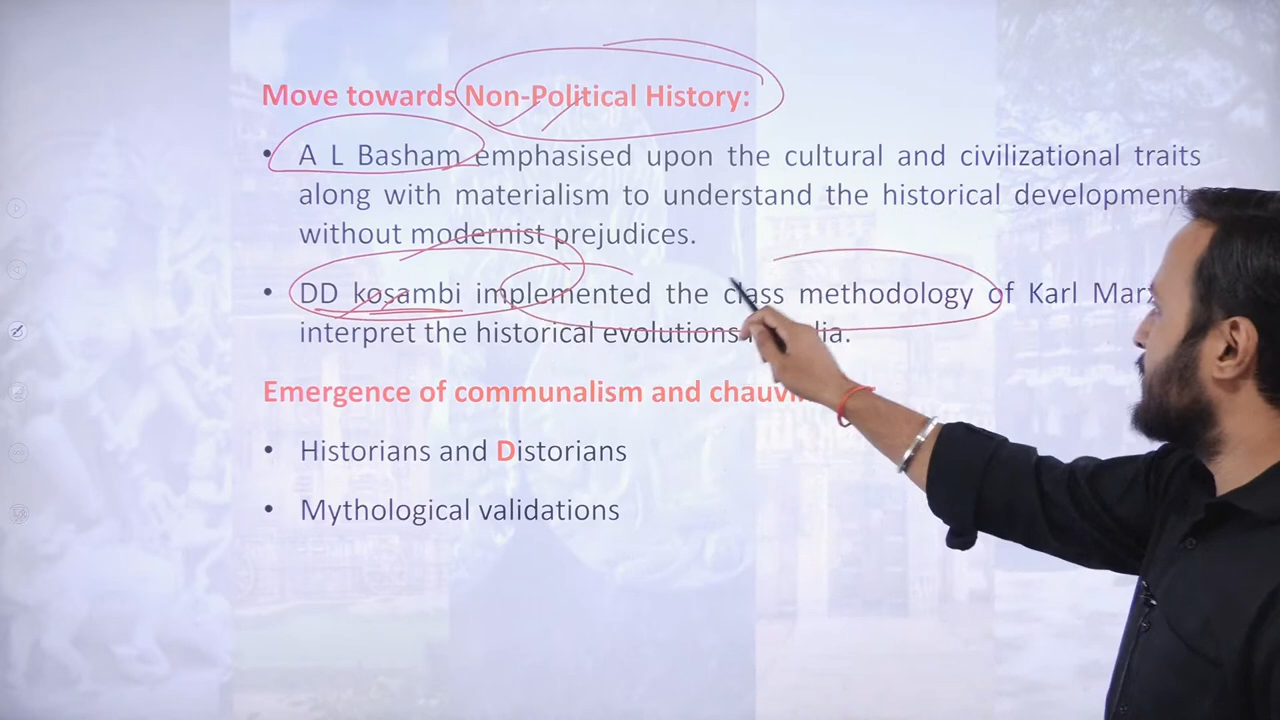 Move towards Non-Political History:
• A L Basham emphasised upon the cultural and civilizational traits
along with materialism to understand the historical development
without modernist prejudices.
• DD kosambi implemented the class methodology of Karl
interpret the historical evolutions
Emergence of communalism and
• Historians and Distorians
• Mythological validations